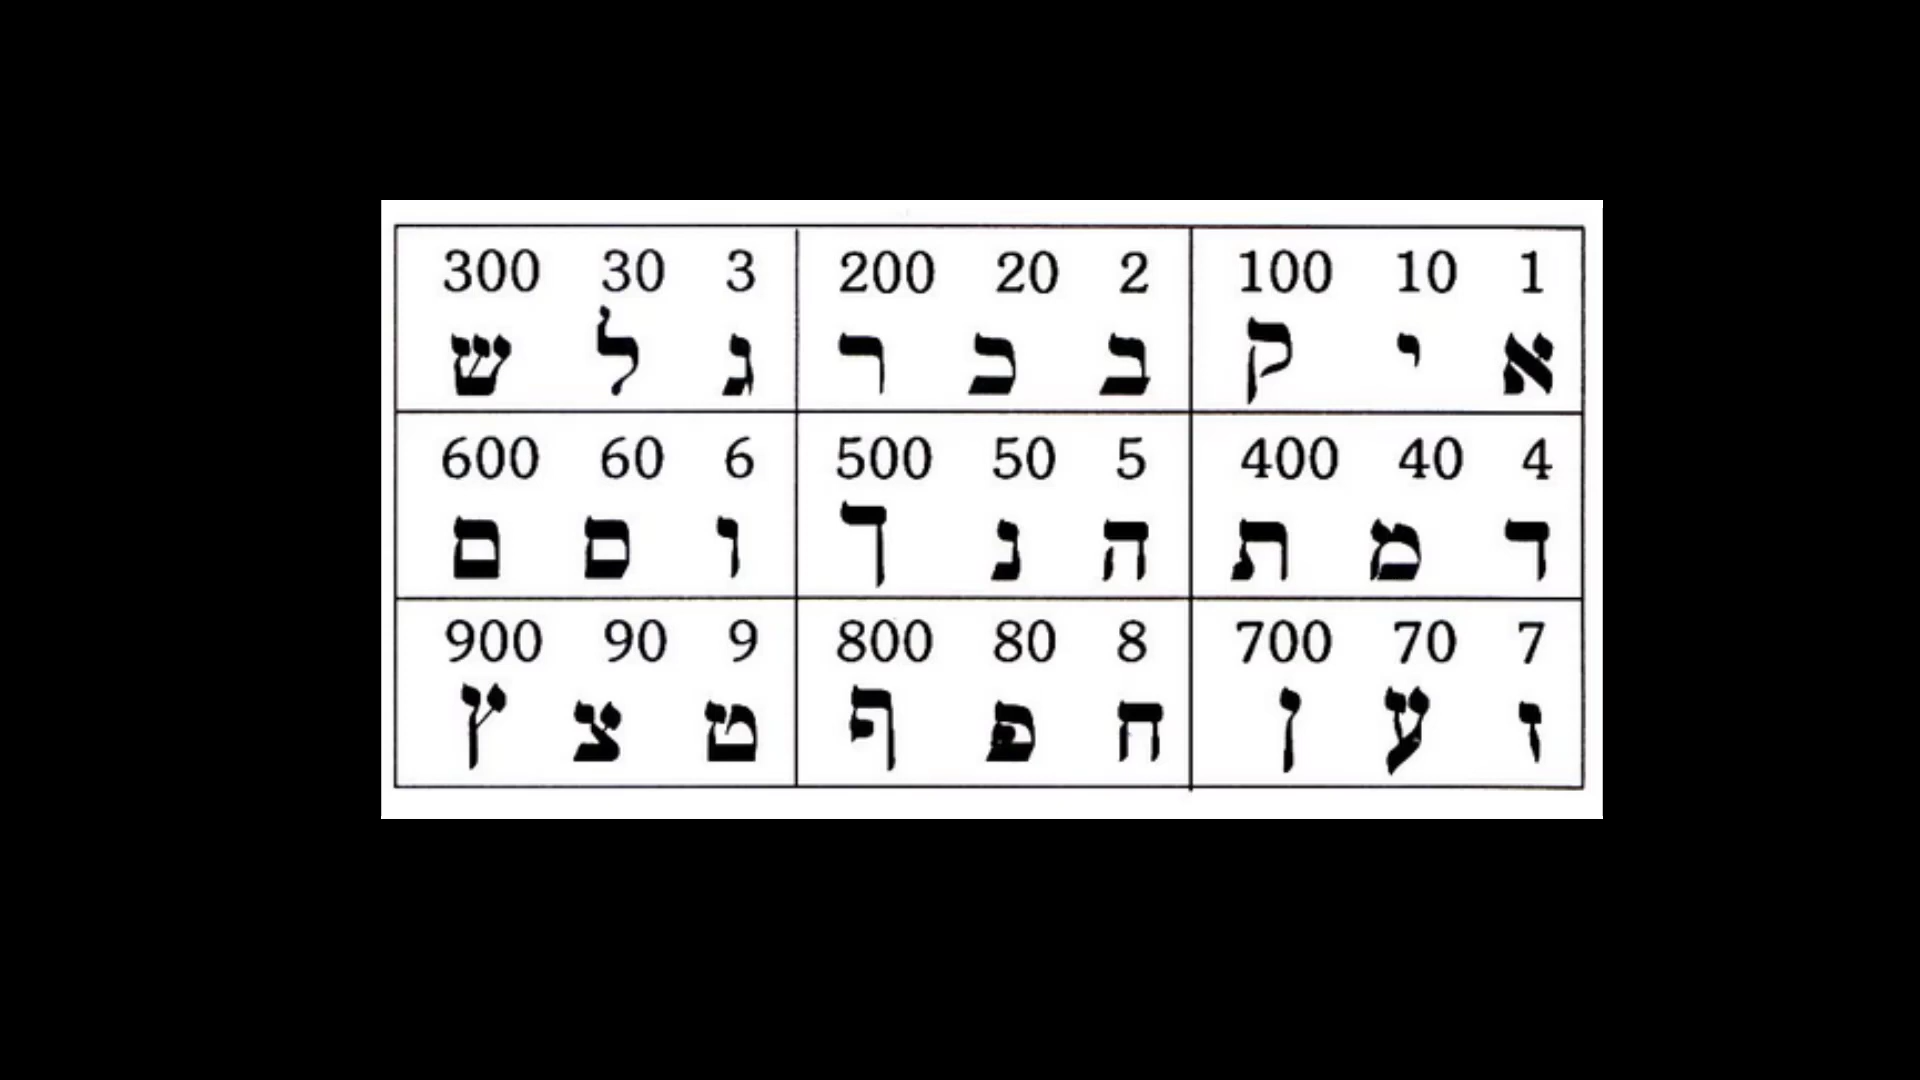 300 30 3 200 20 2 100 10 1
א י ק ב כ ר ג ל ש
600 60 6 500 50 5 400 40 4
ד מ ת ה נ ך ו ס ם
900 90 9 800 80 8 700 70 7
ז ע ן ח פ ף ט צ ץ